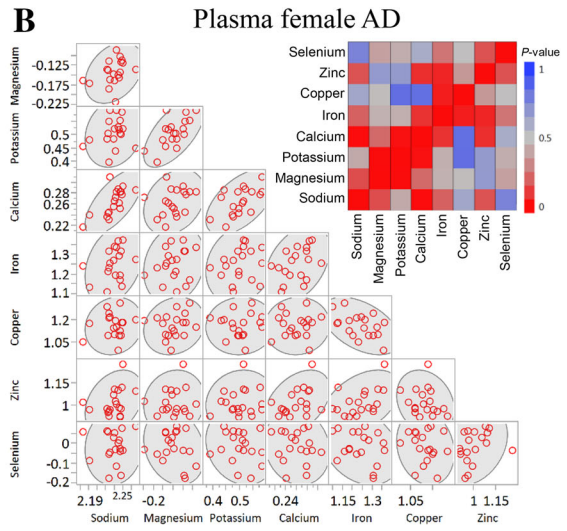 B
Plasma female AD
Magnesium
-0.125
-0.175
-0.225
Potassium
0.5
0.45
0.4
Calcium
0.28
0.26
0.22
Iron
1.3
1.2
1.1
Copper
1.2
1.05
Zinc
1.15
1
Selenium
0
-0.1
-0.2
2.19
2.25
-0.2
0.4 0.5
0.24
1.15 1.3
1.05
1 1.15
Sodium
Magnesium
Potassium
Calcium
Iron
Copper
Zinc
Selenium
Zinc
Copper
Iron
Calcium
Potassium
Magnesium
Sodium
Sodium
Magnesium
Potassium
Calcium
Iron
Copper
Zinc
Selenium
P-value
1
0.5
0